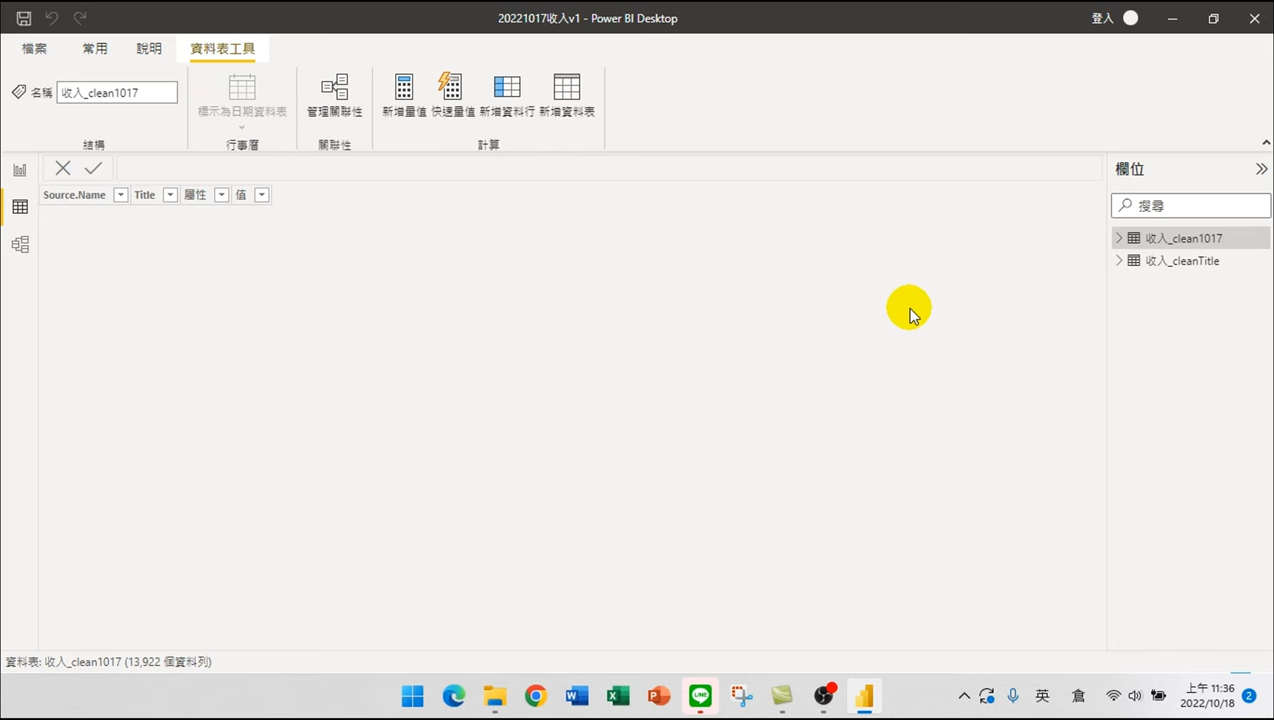 20221017收入v1 - Power BI Desktop
登入
檔案 常用 說明 資料表工具
名稱 收入_clean1017
標示為日期資料表 管理關聯性 新增量值 快速量值 新增資料行 新增資料表
結構 行事曆 關聯性 計算
欄位
Source.Name Title 屬性 值
搜尋
收入_clean1017
收入_cleanTitle
資料表: 收入_clean1017 (13,922 個資料列)
英 倉 上午 11:36
2022/10/18 2